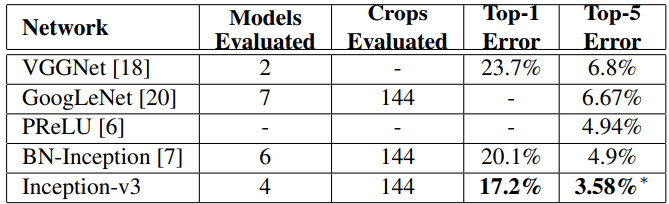 Network Models Evaluated Crops Evaluated Top-1 Error Top-5 Error
VGGNet [18] 2 - 23.7% 6.8%
GoogLeNet [20] 7 144 - 6.67%
PReLU [6] - - - 4.94%
BN-Inception [7] 6 144 20.1% 4.9%
Inception-v3 4 144 17.2% 3.58%*